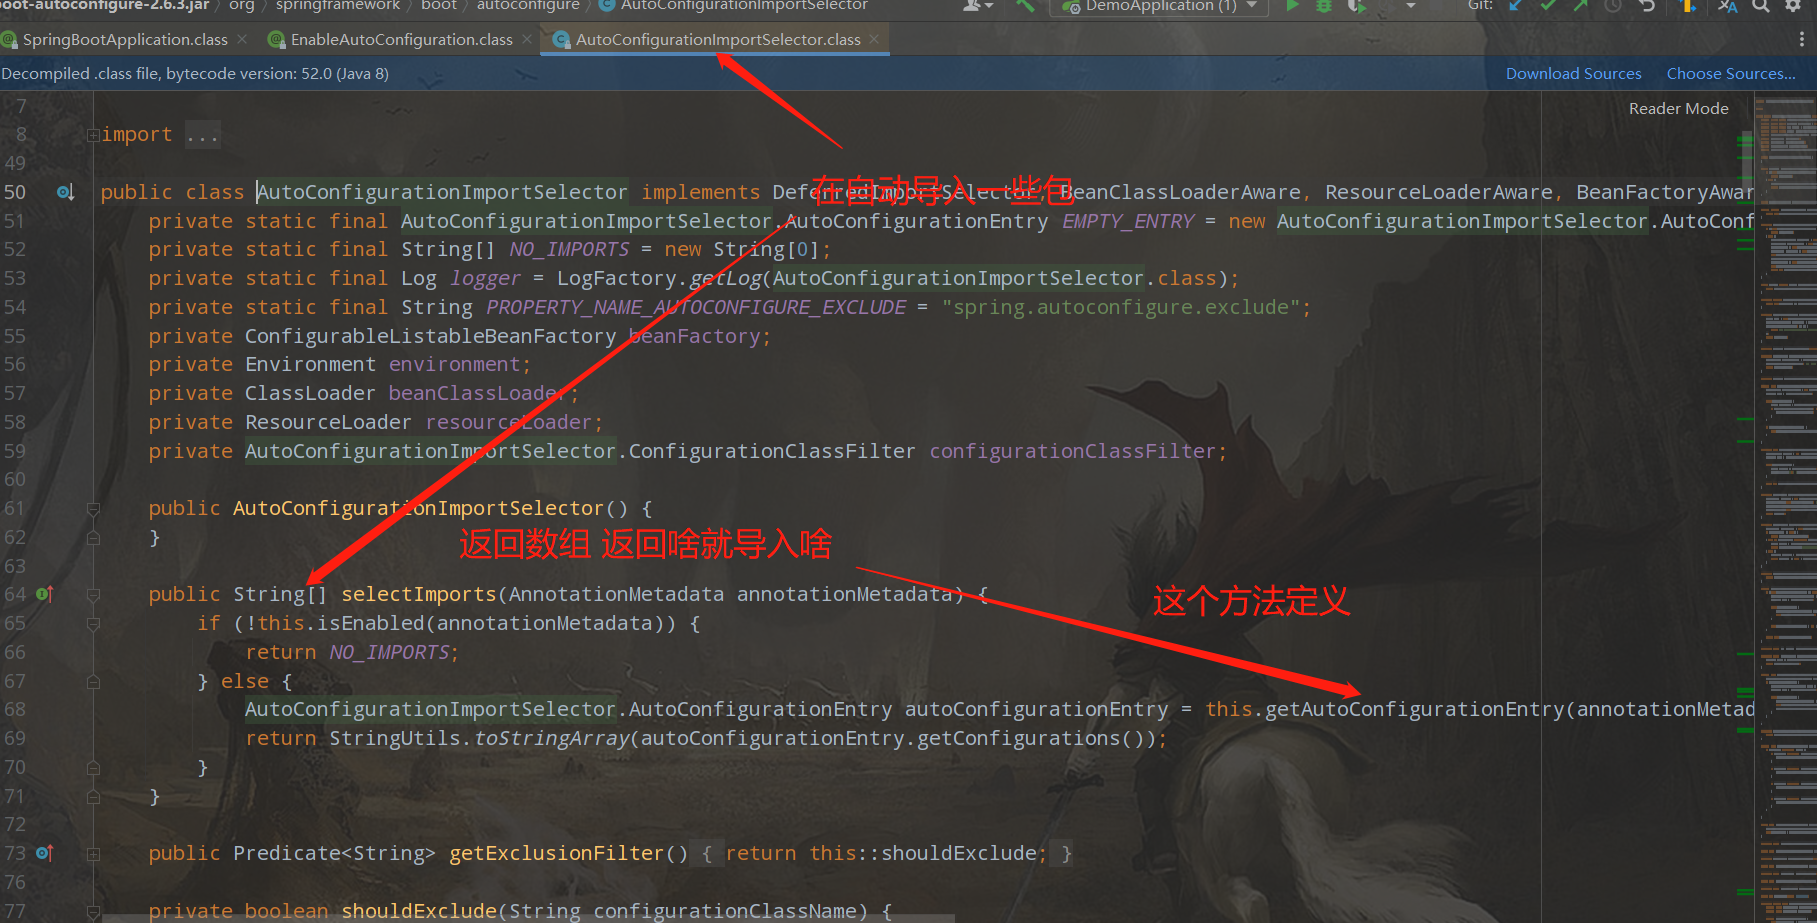 boot-autoconfigure-2.6.3.jar org springframework boot autoconfigure AutoConfigurationImportSelector DemoApplication (1) Git:
SpringBootApplication.class EnableAutoConfiguration.class AutoConfigurationImportSelector.class
Decompiled .class file, bytecode version: 52.0 (Java 8) Download Sources Choose Sources...
Reader Mode
7
8 import ...
49
50 public class AutoConfigurationImportSelector implements DeferredImportSelector, BeanClassLoaderAware, ResourceLoaderAware, BeanFactoryAwar
在自动导入一些包
51 private static final AutoConfigurationImportSelector.AutoConfigurationEntry EMPTY_ENTRY = new AutoConfigurationImportSelector.AutoConf
52 private static final String[] NO_IMPORTS = new String[0];
53 private static final Log logger = LogFactory.getLog(AutoConfigurationImportSelector.class);
54 private static final String PROPERTY_NAME_AUTOCONFIGURE_EXCLUDE = "spring.autoconfigure.exclude";
55 private ConfigurableListableBeanFactory beanFactory;
56 private Environment environment;
57 private ClassLoader beanClassLoader;
58 private ResourceLoader resourceLoader;
59 private AutoConfigurationImportSelector.ConfigurationClassFilter configurationClassFilter;
60
61 public AutoConfigurationImportSelector() {
62 }
返回数组 返回啥就导入啥
63
64 public String[] selectImports(AnnotationMetadata annotationMetadata) {
这个方法定义
65 if (!this.isEnabled(annotationMetadata)) {
66 return NO_IMPORTS;
67 } else {
68 AutoConfigurationImportSelector.AutoConfigurationEntry autoConfigurationEntry = this.getAutoConfigurationEntry(annotationMetad
69 return StringUtils.toStringArray(autoConfigurationEntry.getConfigurations());
70 }
71 }
72
73 public Predicate<String> getExclusionFilter() { return this::shouldExclude; }
76
77 private boolean shouldExclude(String configurationClassName) {